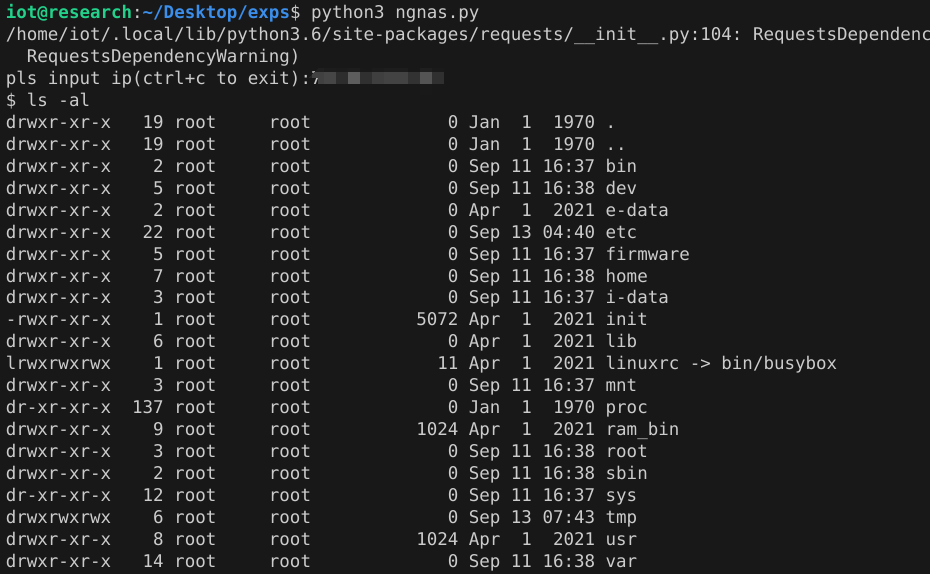 iot@research:~/Desktop/exps$ python3 ngnas.py
/home/iot/.local/lib/python3.6/site-packages/requests/__init__.py:104: RequestsDependenc
RequestsDependencyWarning)
pls input ip(ctrl+c to exit):
$ ls -al
drwxr-xr-x 19 root root 0 Jan 1 1970 .
drwxr-xr-x 19 root root 0 Jan 1 1970 ..
drwxr-xr-x 2 root root 0 Sep 11 16:37 bin
drwxr-xr-x 5 root root 0 Sep 11 16:38 dev
drwxr-xr-x 2 root root 0 Apr 1 2021 e-data
drwxr-xr-x 22 root root 0 Sep 13 04:40 etc
drwxr-xr-x 5 root root 0 Sep 11 16:37 firmware
drwxr-xr-x 7 root root 0 Sep 11 16:38 home
drwxr-xr-x 3 root root 0 Sep 11 16:37 i-data
-rwxr-xr-x 1 root root 5072 Apr 1 2021 init
drwxr-xr-x 6 root root 0 Apr 1 2021 lib
lrwxrwxrwx 1 root root 11 Apr 1 2021 linuxrc -> bin/busybox
drwxr-xr-x 3 root root 0 Sep 11 16:37 mnt
dr-xr-xr-x 137 root root 0 Jan 1 1970 proc
drwxr-xr-x 9 root root 1024 Apr 1 2021 ram_bin
drwxr-xr-x 3 root root 0 Sep 11 16:38 root
drwxr-xr-x 2 root root 0 Sep 11 16:38 sbin
dr-xr-xr-x 12 root root 0 Sep 11 16:37 sys
drwxrwxrwx 6 root root 0 Sep 13 07:43 tmp
drwxr-xr-x 8 root root 1024 Apr 1 2021 usr
drwxr-xr-x 14 root root 0 Sep 11 16:38 var